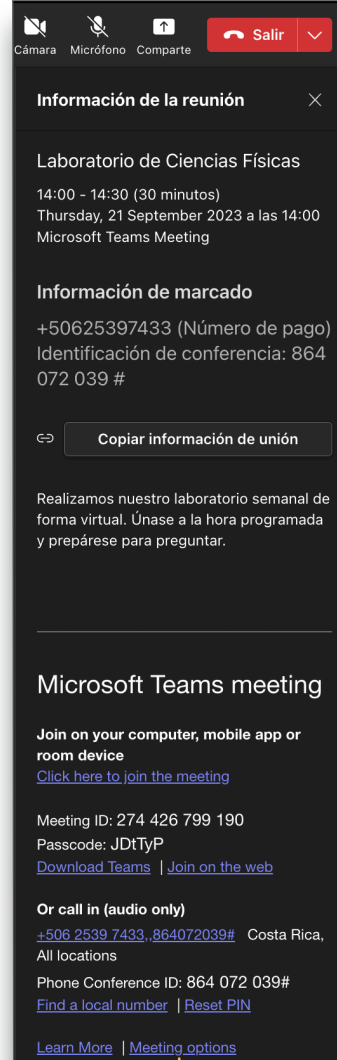 Cámara Micrófono Comparte Salir
Información de la reunión
Laboratorio de Ciencias Físicas
14:00 - 14:30 (30 minutos)
Thursday, 21 September 2023 a las 14:00
Microsoft Teams Meeting
Información de marcado
+50625397433 (Número de pago)
Identificación de conferencia: 864
072 039 #
Copiar información de unión
Realizamos nuestro laboratorio semanal de
forma virtual. Únase a la hora programada
y prepárese para preguntar.
Microsoft Teams meeting
Join on your computer, mobile app or
room device
Click here to join the meeting
Meeting ID: 274 426 799 190
Passcode: JDtTyP
Download Teams | Join on the web
Or call in (audio only)
+506 2539 7433,,864072039# Costa Rica,
All locations
Phone Conference ID: 864 072 039#
Find a local number | Reset PIN
Learn More | Meeting options